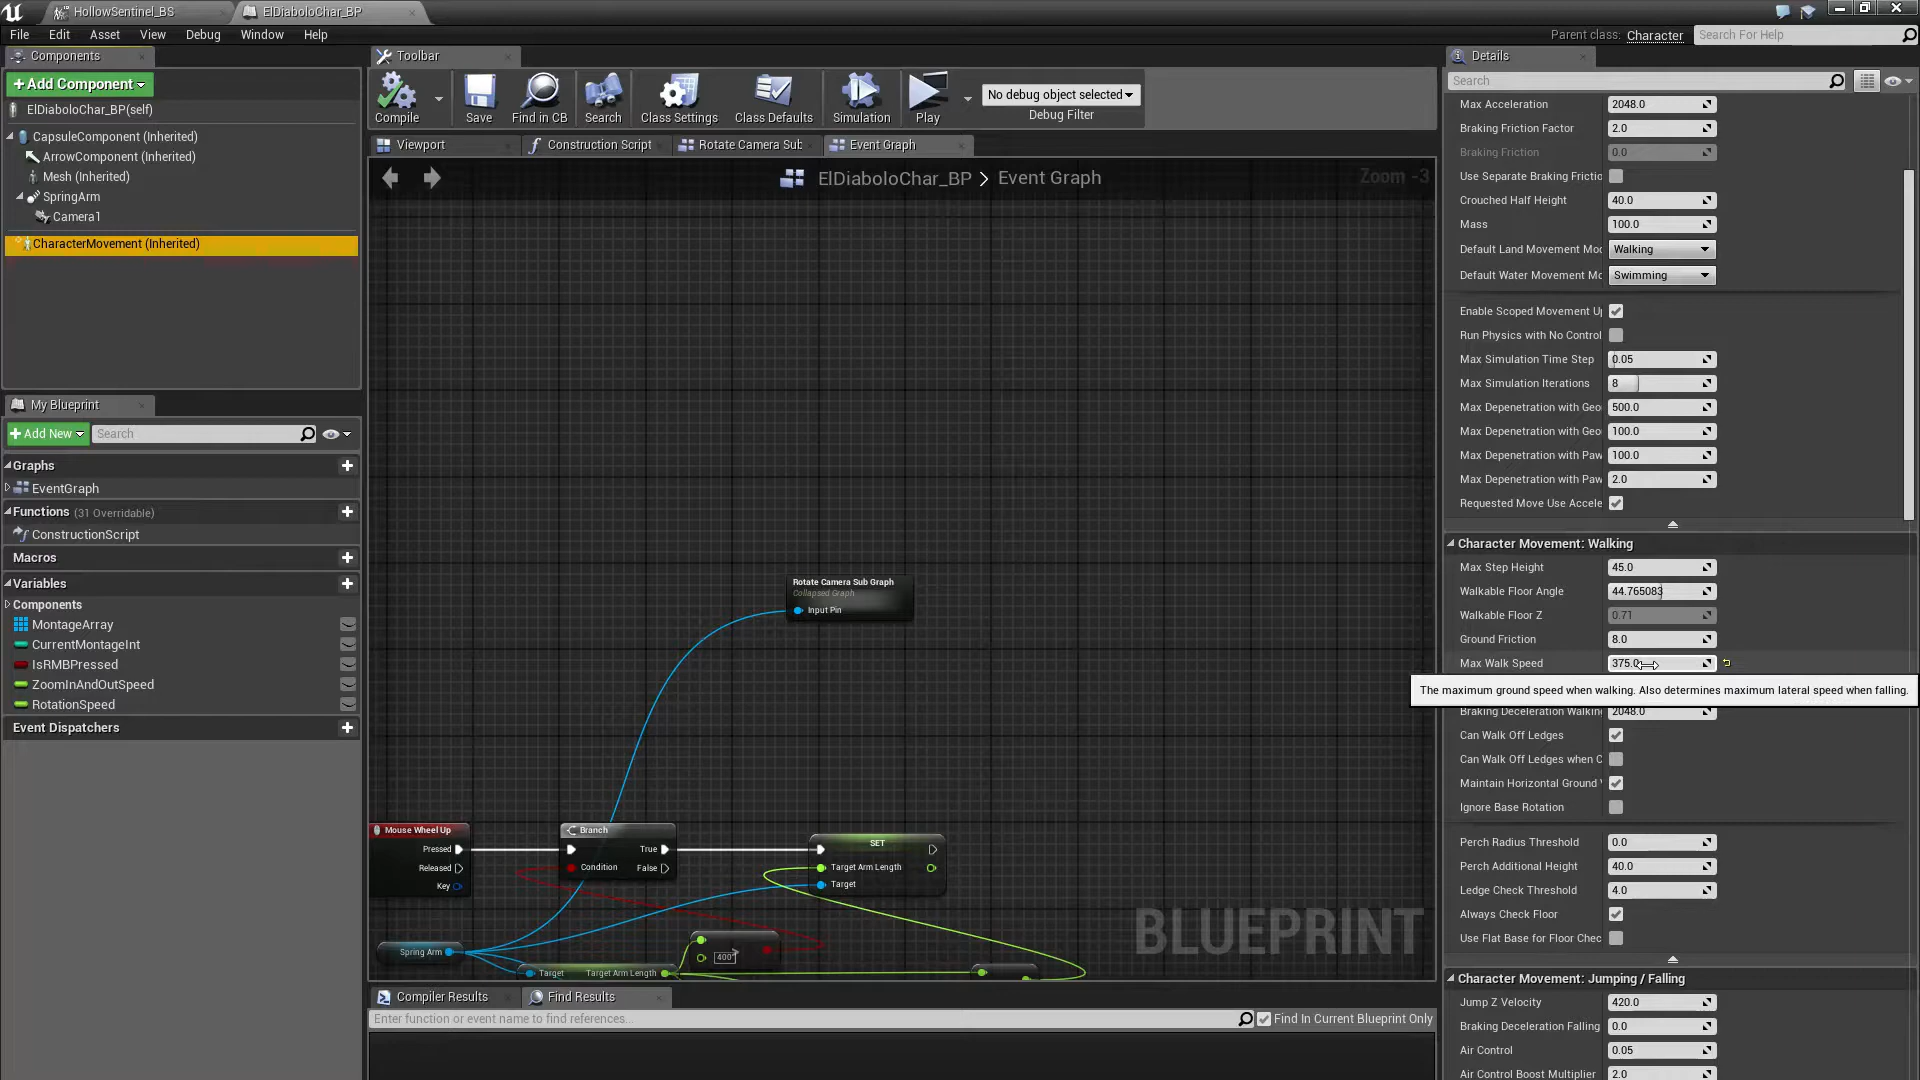 HollowSentinel_BS
ElDiaboloChar_BP
File Edit Asset View Debug Window Help
Parent class: Character
Search For Help
Components
+Add Component
ElDiaboloChar_BP(self)
CapsuleComponent (Inherited)
ArrowComponent (Inherited)
Mesh (Inherited)
SpringArm
Camera1
CharacterMovement (Inherited)
My Blueprint
+Add New
Search
Graphs
EventGraph
Functions (31 Overridable)
ConstructionScript
Macros
Variables
Components
MontageArray
CurrentMontageInt
IsRMBPressed
ZoomInAndOutSpeed
RotationSpeed
Event Dispatchers
Toolbar
Compile
Save
Find in CB
Search
Class Settings
Class Defaults
Simulation
Play
No debug object selected
Debug Filter
Viewport
Construction Script
Rotate Camera Sub
Event Graph
ElDiaboloChar_BP > Event Graph
Zoom -3
Rotate Camera Sub Graph
Collapsed Graph
Input Pin
Mouse Wheel Up
Pressed
Released
Key
Branch
True
Condition
False
SET
Target Arm Length
Target
Spring Arm
Target Target Arm Length
400
>
BLUEPRINT
Compiler Results
Find Results
Enter function or event name to find references...
Find In Current Blueprint Only
Details
Search
Max Acceleration 2048.0
Braking Friction Factor 2.0
Braking Friction 0.0
Use Separate Braking Frictio
Crouched Half Height 40.0
Mass 100.0
Default Land Movement Moc Walking
Default Water Movement Mc Swimming
Enable Scoped Movement Up
Run Physics with No Control
Max Simulation Time Step 0.05
Max Simulation Iterations 8
Max Depenetration with Geo 500.0
Max Depenetration with Geo 100.0
Max Depenetration with Paw 100.0
Max Depenetration with Paw 2.0
Requested Move Use Accele
Character Movement: Walking
Max Step Height 45.0
Walkable Floor Angle 44.765083
Walkable Floor Z 0.71
Ground Friction 8.0
Max Walk Speed 375.0
The maximum ground speed when walking. Also determines maximum lateral speed when falling.
Braking Deceleration Walking 2048.0
Can Walk Off Ledges
Can Walk Off Ledges when C
Maintain Horizontal Ground V
Ignore Base Rotation
Perch Radius Threshold 0.0
Perch Additional Height 40.0
Ledge Check Threshold 4.0
Always Check Floor
Use Flat Base for Floor Chec
Character Movement: Jumping / Falling
Jump Z Velocity 420.0
Braking Deceleration Falling 0.0
Air Control 0.05
Air Control Boost Multiplier 2.0